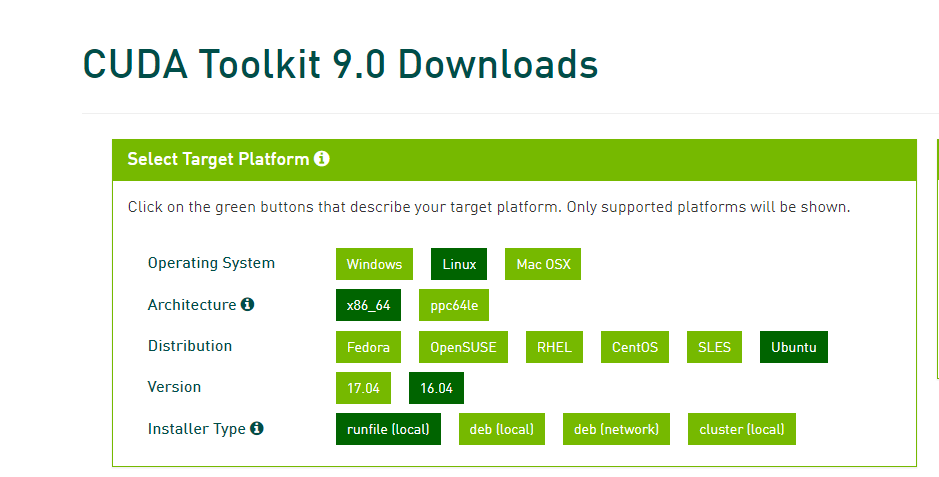 CUDA Toolkit 9.0 Downloads
Select Target Platform
Click on the green buttons that describe your target platform. Only supported platforms will be shown.
Operating System Windows Linux Mac OSX
Architecture x86_64 ppc64le
Distribution Fedora OpenSUSE RHEL CentOS SLES Ubuntu
Version 17.04 16.04
Installer Type runfile (local) deb (local) deb (network) cluster (local)